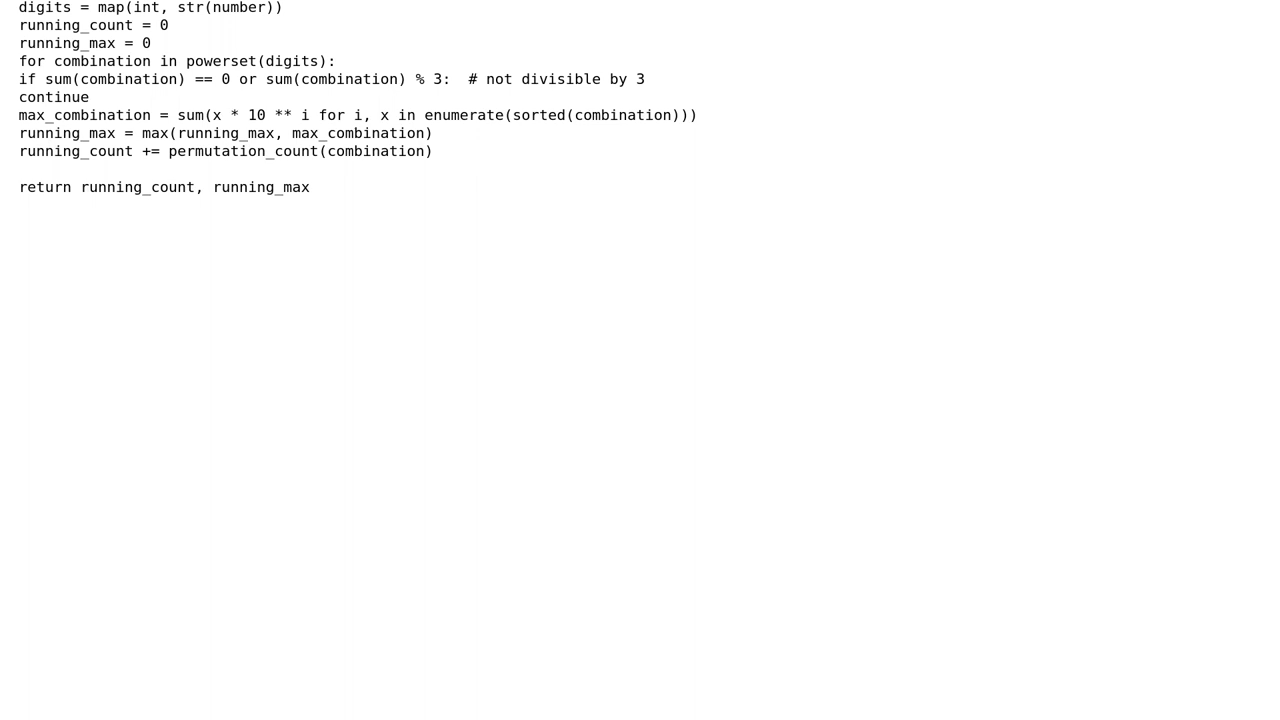 digits = map(int, str(number))
running_count = 0
running_max = 0
for combination in powerset(digits):
if sum(combination) == 0 or sum(combination) % 3:  # not divisible by 3
continue
max_combination = sum(x * 10 ** i for i, x in enumerate(sorted(combination)))
running_max = max(running_max, max_combination)
running_count += permutation_count(combination)

return running_count, running_max